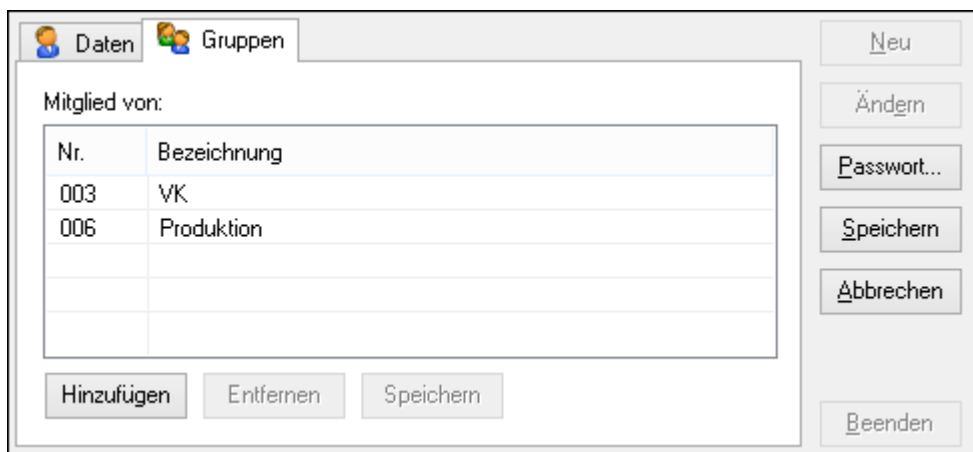 Daten
Gruppen
Mitglied von:
Nr. Bezeichnung
003 VK
006 Produktion
Hinzufügen Entfernen Speichern
Neu
Ändern
Passwort...
Speichern
Abbrechen
Beenden